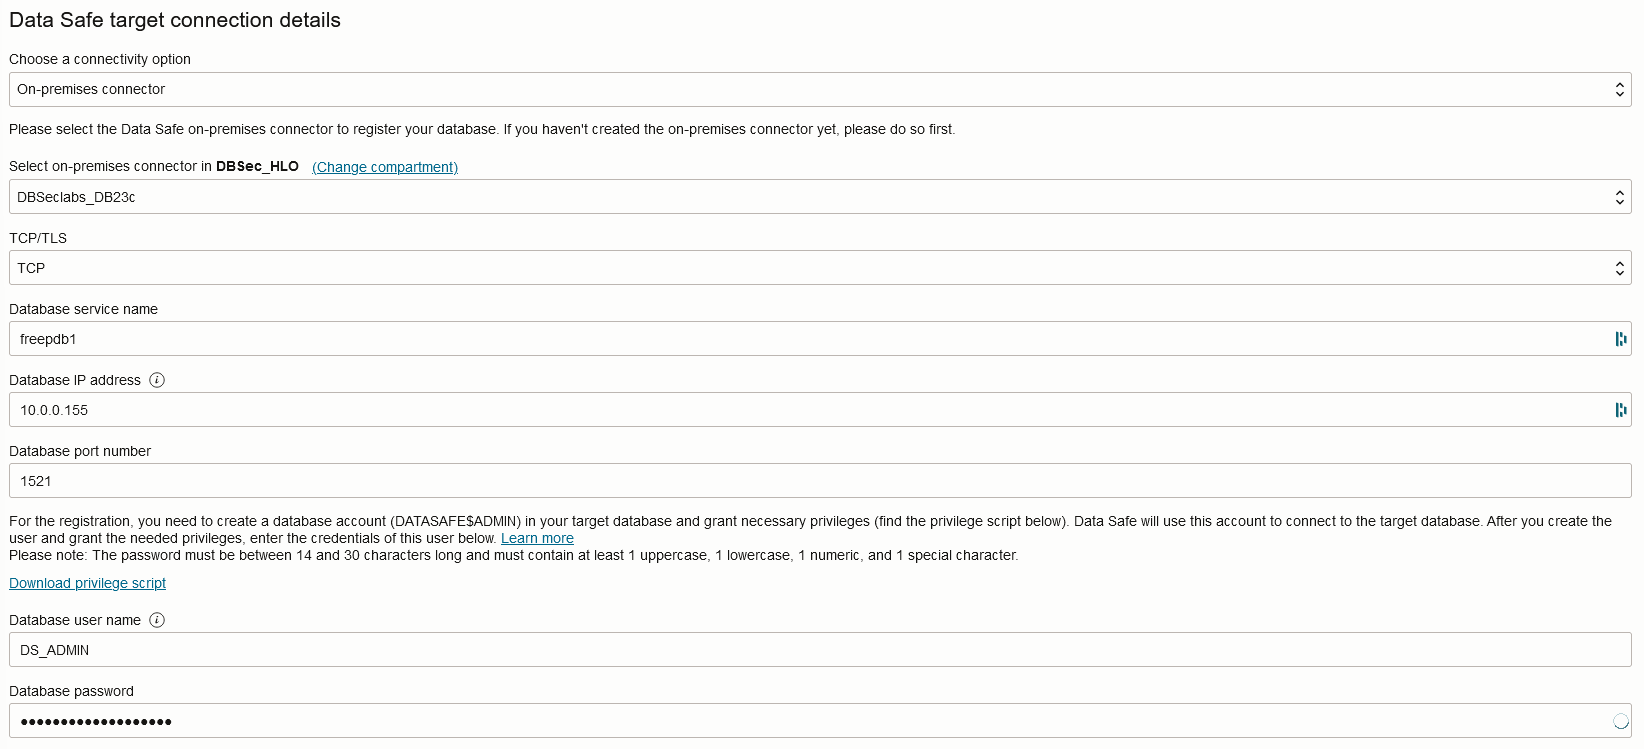 Data Safe target connection details
Choose a connectivity option
On-premises connector
Please select the Data Safe on-premises connector to register your database. If you haven't created the on-premises connector yet, please do so first.
Select on-premises connector in DBSec_HLO (Change compartment)
DBSeclabs_DB23c
TCP/TLS
TCP
Database service name
freepdb1
Database IP address
10.0.0.155
Database port number
1521
For the registration, you need to create a database account (DATASAFE$ADMIN) in your target database and grant necessary privileges (find the privilege script below). Data Safe will use this account to connect to the target database. After you create the
user and grant the needed privileges, enter the credentials of this user below. Learn more
Please note: The password must be between 14 and 30 characters long and must contain at least 1 uppercase, 1 lowercase, 1 numeric, and 1 special character.
Download privilege script
Database user name
DS_ADMIN
Database password
•••••••••••••••••••